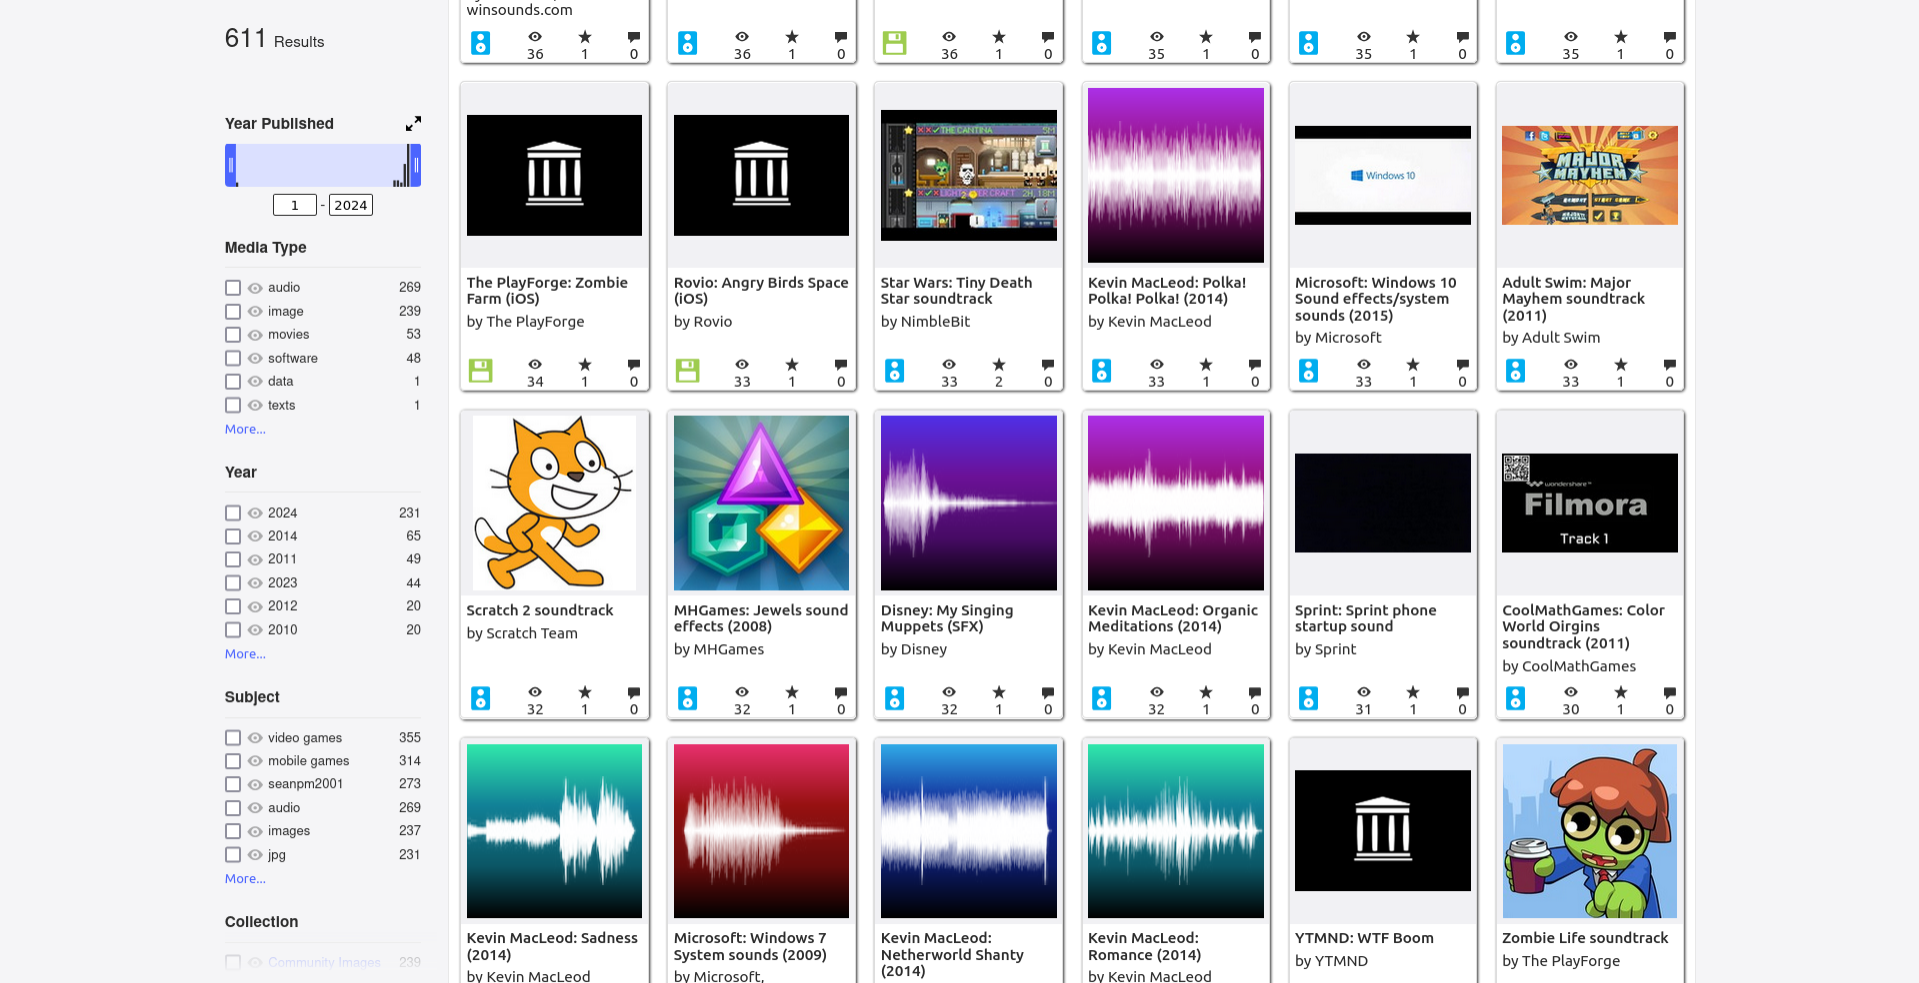 611 Results
Year Published
1 - 2024
Media Type
audio 269
image 239
movies 53
software 48
data 1
texts 1
More...
Year
2024 231
2014 65
2011 49
2023 44
2012 20
2010 20
More...
Subject
video games 355
mobile games 314
seanpm2001 273
audio 269
images 237
jpg 231
More...
Collection
Community Images 239
winsounds.com
36 1 0
36 1 0
36 1 0
35 1 0
35 1 0
35 1 0
The PlayForge: Zombie
Farm (iOS)
by The PlayForge
34 1 0
Rovio: Angry Birds Space
(iOS)
by Rovio
33 1 0
THE CANTINA
Star Wars: Tiny Death
Star soundtrack
by NimbleBit
33 2 0
Kevin MacLeod: Polka!
Polka! Polka! (2014)
by Kevin MacLeod
33 1 0
Windows 10
Microsoft: Windows 10
Sound effects/system
sounds (2015)
by Microsoft
33 1 0
MAJOR
MAYHEM
Adult Swim: Major
Mayhem soundtrack
(2011)
by Adult Swim
33 1 0
Scratch 2 soundtrack
by Scratch Team
32 1 0
MHGames: Jewels sound
effects (2008)
by MHGames
32 1 0
Disney: My Singing
Muppets (SFX)
by Disney
32 1 0
Kevin MacLeod: Organic
Meditations (2014)
by Kevin MacLeod
32 1 0
Sprint: Sprint phone
startup sound
by Sprint
31 1 0
wondershare™
Filmora
Track 1
CoolMathGames: Color
World Oirgins
soundtrack (2011)
by CoolMathGames
30 1 0
Kevin MacLeod: Sadness
(2014)
by Kevin MacLeod
Microsoft: Windows 7
System sounds (2009)
by Microsoft,
Kevin MacLeod:
Netherworld Shanty
(2014)
Kevin MacLeod:
Romance (2014)
by Kevin MacLeod
YTMND: WTF Boom
by YTMND
Zombie Life soundtrack
by The PlayForge